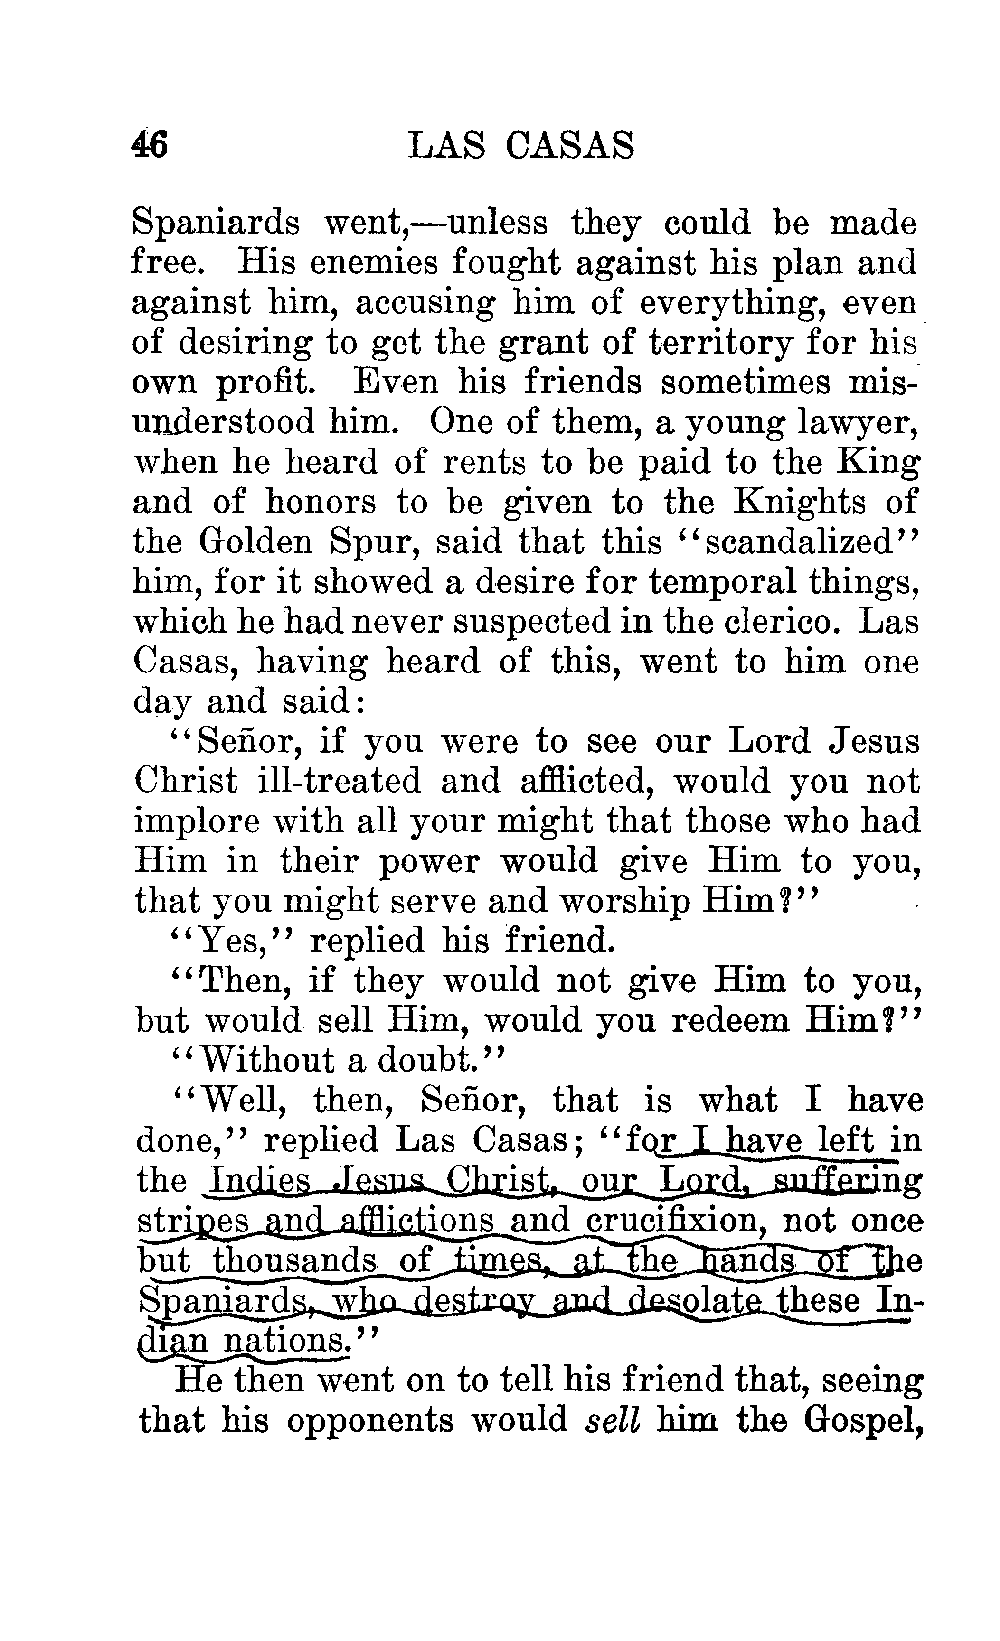 46 LAS CASAS
Spaniards went,—unless they could be made
free. His enemies fought against his plan and
against him, accusing him of everything, even
of desiring to get the grant of territory for his
own profit. Even his friends sometimes mis-
understood him. One of them, a young lawyer,
when he heard of rents to be paid to the King
and of honors to be given to the Knights of
the Golden Spur, said that this "scandalized"
him, for it showed a desire for temporal things,
which he had never suspected in the clerico. Las
Casas, having heard of this, went to him one
day and said:
"Señor, if you were to see our Lord Jesus
Christ ill-treated and afflicted, would you not
implore with all your might that those who had
Him in their power would give Him to you,
that you might serve and worship Him?"
"Yes," replied his friend.
"Then, if they would not give Him to you,
but would sell Him, would you redeem Him?"
"Without a doubt."
"Well, then, Señor, that is what I have
done," replied Las Casas; "for I have left in
the Indies Jesus Christ, our Lord, suffering
stripes and afflictions and crucifixion, not once
but thousands of times, at the hands of the
Spaniards, who destroy and desolate these In-
dian nations."
He then went on to tell his friend that, seeing
that his opponents would sell him the Gospel,